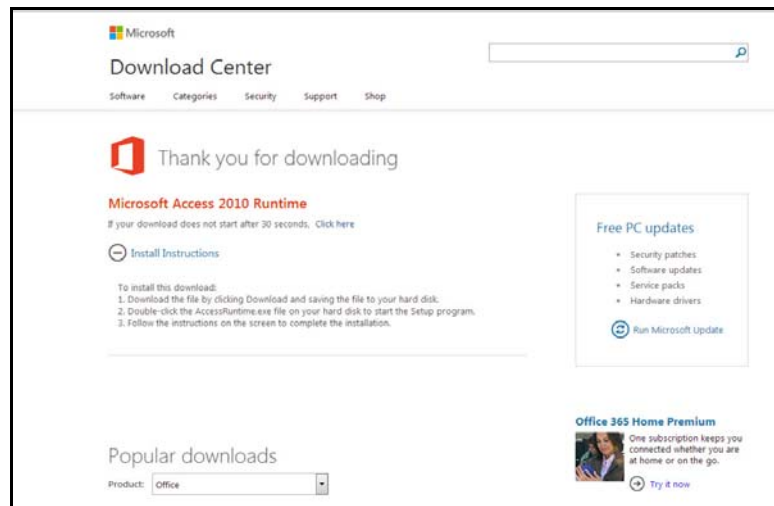 Microsoft
Download Center
Software Categories Security Support Shop
Thank you for downloading
Microsoft Access 2010 Runtime
If your download does not start after 30 seconds, Click here
Install Instructions
To install this download:
1. Download the file by clicking Download and saving the file to your hard disk.
2. Double-click the AccessRuntime.exe file on your hard disk to start the Setup program.
3. Follow the instructions on the screen to complete the installation.
Free PC updates
• Security patches
• Software updates
• Service packs
• Hardware drivers
Run Microsoft Update
Office 365 Home Premium
One subscription keeps you
connected whether you are
at home or on the go.
Try it now
Popular downloads
Product: Office